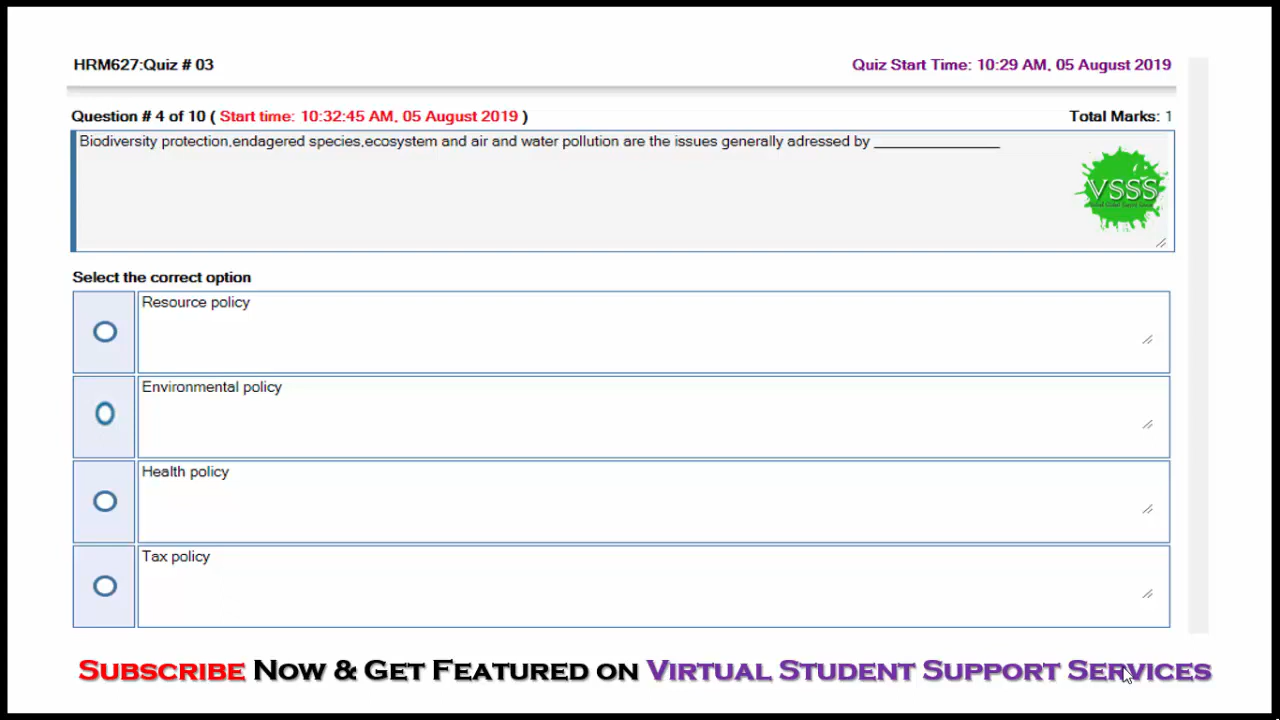 HRM627:Quiz # 03
Quiz Start Time: 10:29 AM, 05 August 2019
Question # 4 of 10 ( Start time: 10:32:45 AM, 05 August 2019 )
Total Marks: 1
Biodiversity protection,endagered species,ecosystem and air and water pollution are the issues generally adressed by _______________
VSSS
Select the correct option
Resource policy
Environmental policy
Health policy
Tax policy
Subscribe Now & Get Featured on Virtual Student Support Services